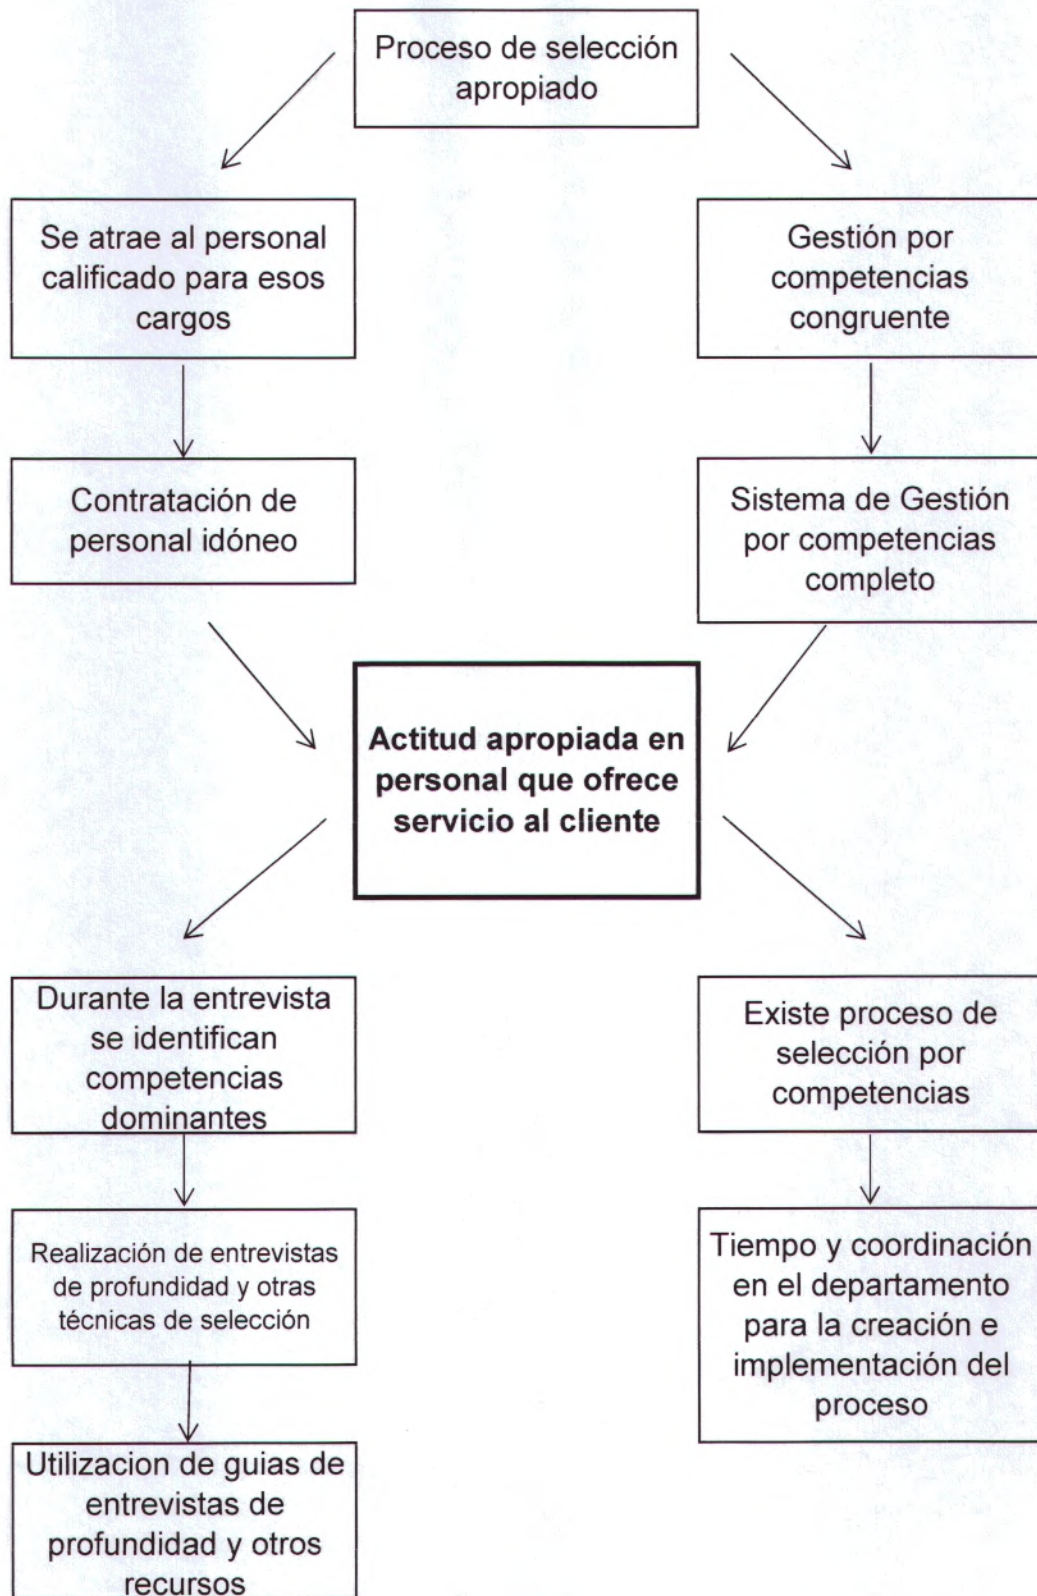 Proceso de selección
apropiado
Se atrae al personal
calificado para esos
cargos
Gestión por
competencias
congruente
Contratación de
personal idóneo
Sistema de Gestión
por competencias
completo
Actitud apropiada en
personal que ofrece
servicio al cliente
Durante la entrevista
se identifican
competencias
dominantes
Existe proceso de
selección por
competencias
Realización de entrevistas
de profundidad y otras
técnicas de selección
Tiempo y coordinación
en el departamento
para la creación e
implementación del
proceso
Utilizacion de guias de
entrevistas de
profundidad y otros
recursos